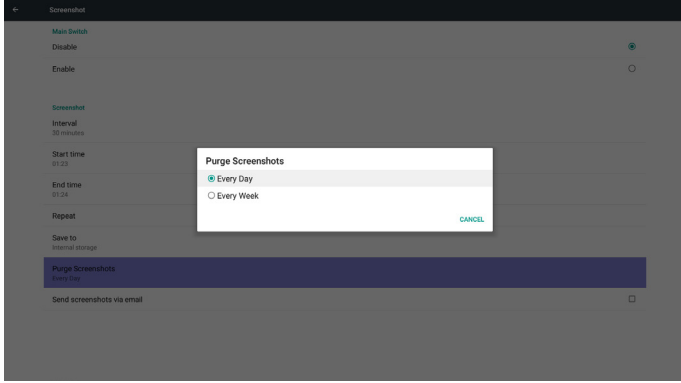 Screenshot
Main Switch
Disable
Enable
Screenshot
Interval
30 minutes
Start time
01:23
End time
01:24
Repeat
Save to
Internal storage
Purge Screenshots
Every Day
Send screenshots via email
Purge Screenshots
Every Day
Every Week
CANCEL